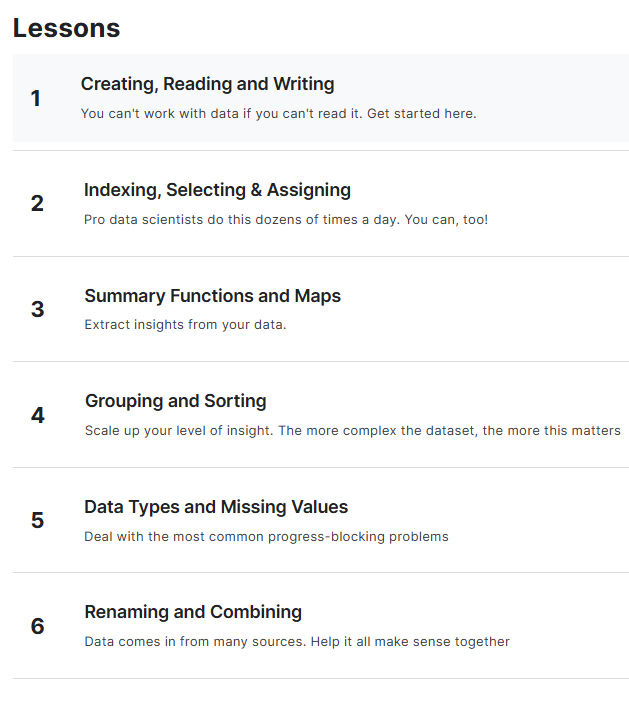 Lessons
1
Creating, Reading and Writing
You can't work with data if you can't read it. Get started here.
2
Indexing, Selecting & Assigning
Pro data scientists do this dozens of times a day. You can, too!
3
Summary Functions and Maps
Extract insights from your data.
4
Grouping and Sorting
Scale up your level of insight. The more complex the dataset, the more this matters
5
Data Types and Missing Values
Deal with the most common progress-blocking problems
6
Renaming and Combining
Data comes in from many sources. Help it all make sense together